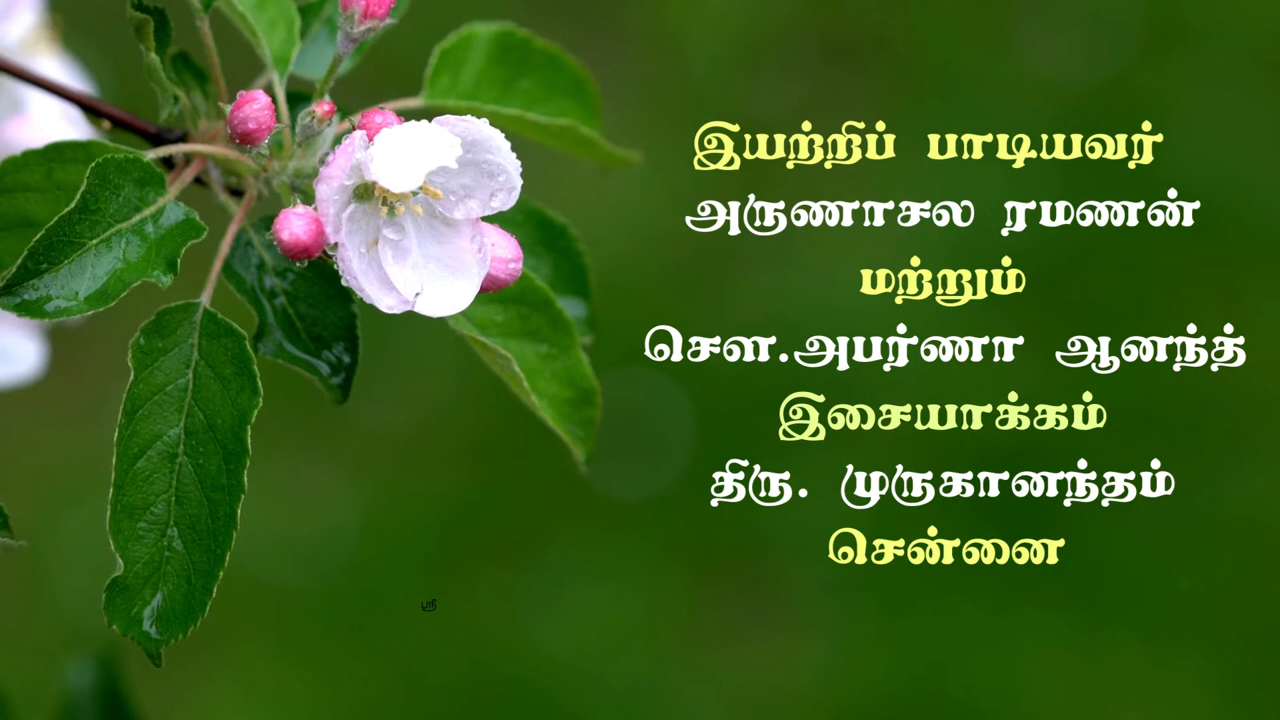 இயற்றிப் பாடியவர்
அருணாசல ரமணன்
மற்றும்
சௌ.அபர்ணா ஆனந்த்
இசையாக்கம்
திரு. முருகானந்தம்
சென்னை
ஸ்ரீ